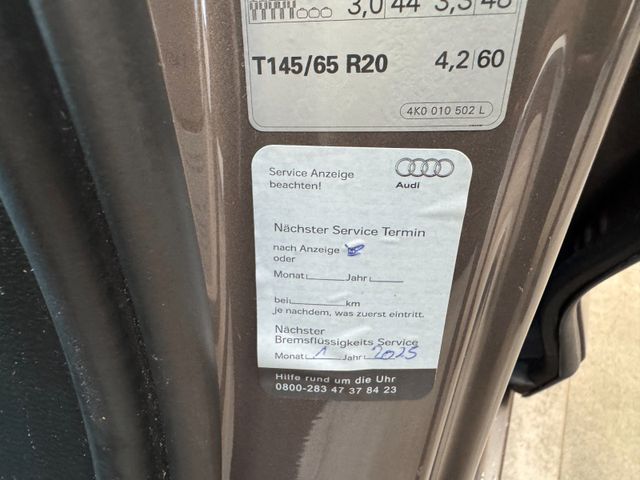 3,0 44 3,3 48
T145/65 R20 4,2 60
4K0 010 502 L
Service Anzeige
beachten!
Audi
Nächster Service Termin
nach Anzeige
oder
Monat Jahr
bei km
je nachdem, was zuerst eintritt.
Nächster
Bremsflüssigkeits Service
Monat 1 Jahr 2025
Hilfe rund um die Uhr
0800-283 47 37 84 23